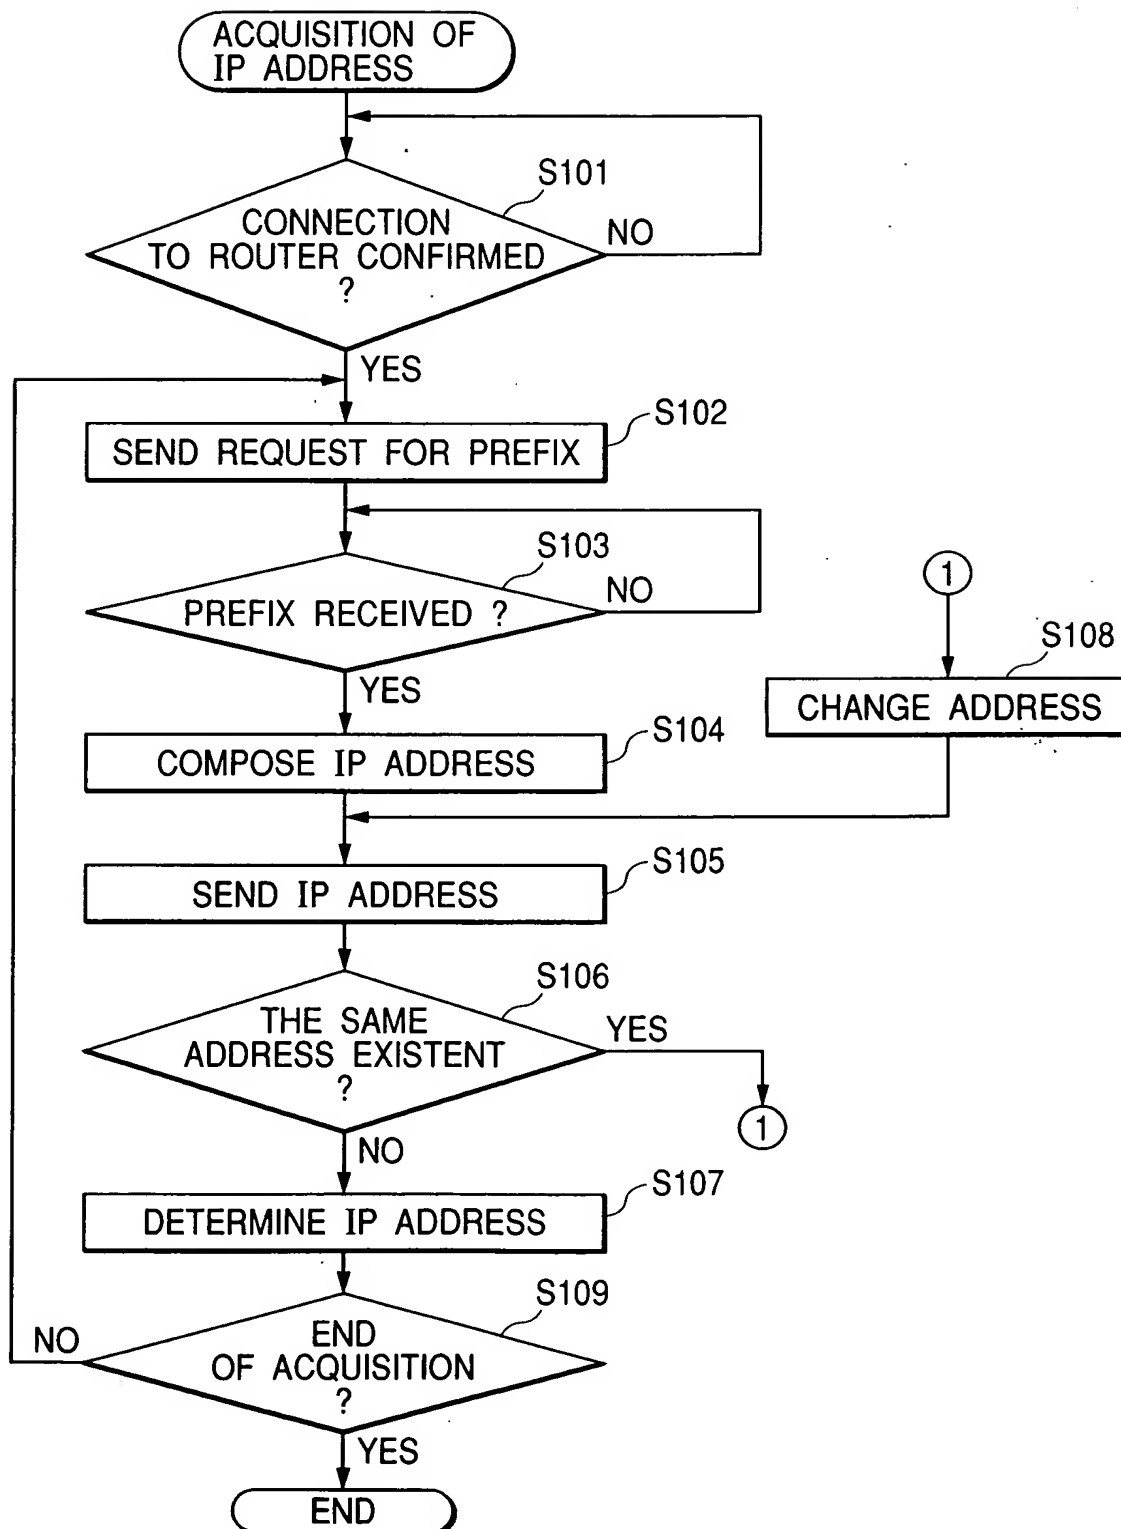 ACQUISITION OF
IP ADDRESS
S101
CONNECTION
TO ROUTER CONFIRMED
?
NO
YES
S102
SEND REQUEST FOR PREFIX
S103
PREFIX RECEIVED ?
NO
YES
1
S108
CHANGE ADDRESS
S104
COMPOSE IP ADDRESS
S105
SEND IP ADDRESS
S106
THE SAME
ADDRESS EXISTENT
?
YES
1
NO
S107
DETERMINE IP ADDRESS
S109
END
OF ACQUISITION
?
NO
YES
END